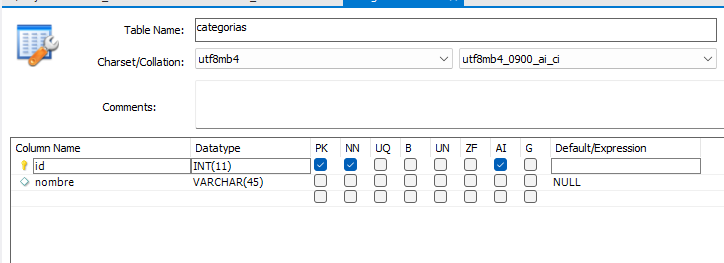 Table Name: categorias
Charset/Collation: utf8mb4 utf8mb4_0900_ai_ci
Comments:
Column Name Datatype PK NN UQ B UN ZF AI G Default/Expression
id INT(11)
nombre VARCHAR(45) NULL